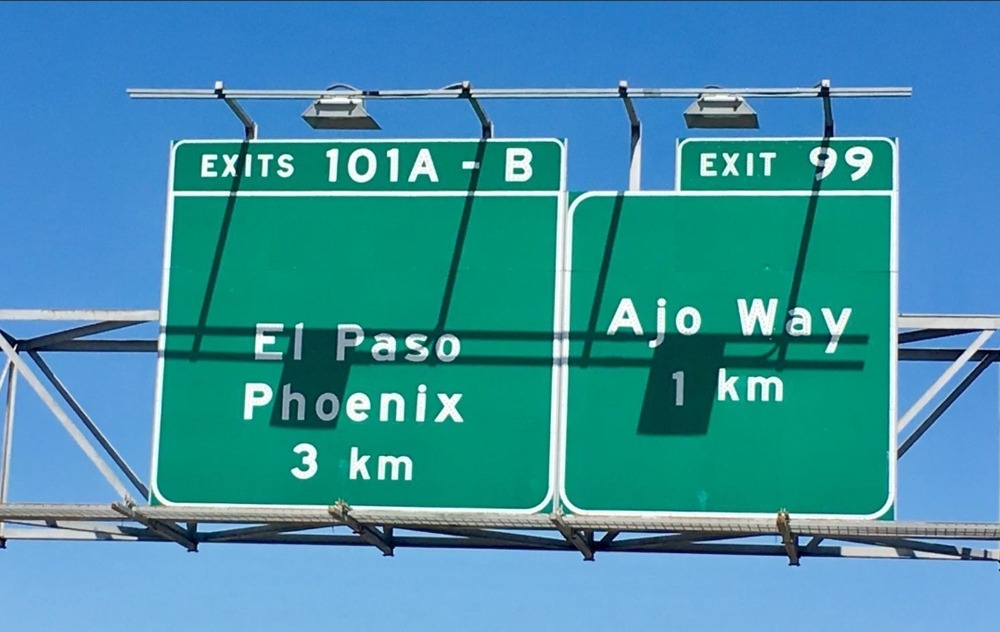 EXITS 101A - B
El Paso
Phoenix
3 km
EXIT 99
Ajo Way
1 km